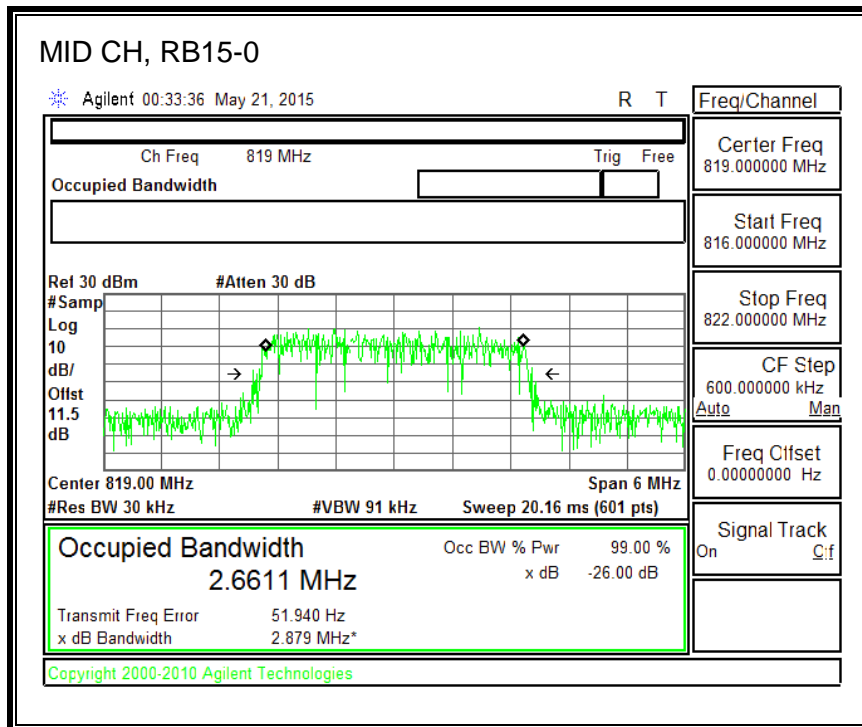 MID CH, RB15-0
Agilent 00:33:36 May 21, 2015 R T
Freq/Channel
Ch Freq 819 MHz Trig Free
Occupied Bandwidth
Center Freq
819.000000 MHz
Start Freq
816.000000 MHz
Stop Freq
822.000000 MHz
CF Step
600.000000 kHz
Auto Man
Freq Offset
0.00000000 Hz
Signal Track
On Off
Ref 30 dBm #Atten 30 dB
#Samp
Log
10
dB/
Offst
11.5
dB
Center 819.00 MHz Span 6 MHz
#Res BW 30 kHz #VBW 91 kHz Sweep 20.16 ms (601 pts)
Occupied Bandwidth
2.6611 MHz
Occ BW % Pwr 99.00 %
x dB -26.00 dB
Transmit Freq Error 51.940 Hz
x dB Bandwidth 2.879 MHz*
Copyright 2000-2010 Agilent Technologies